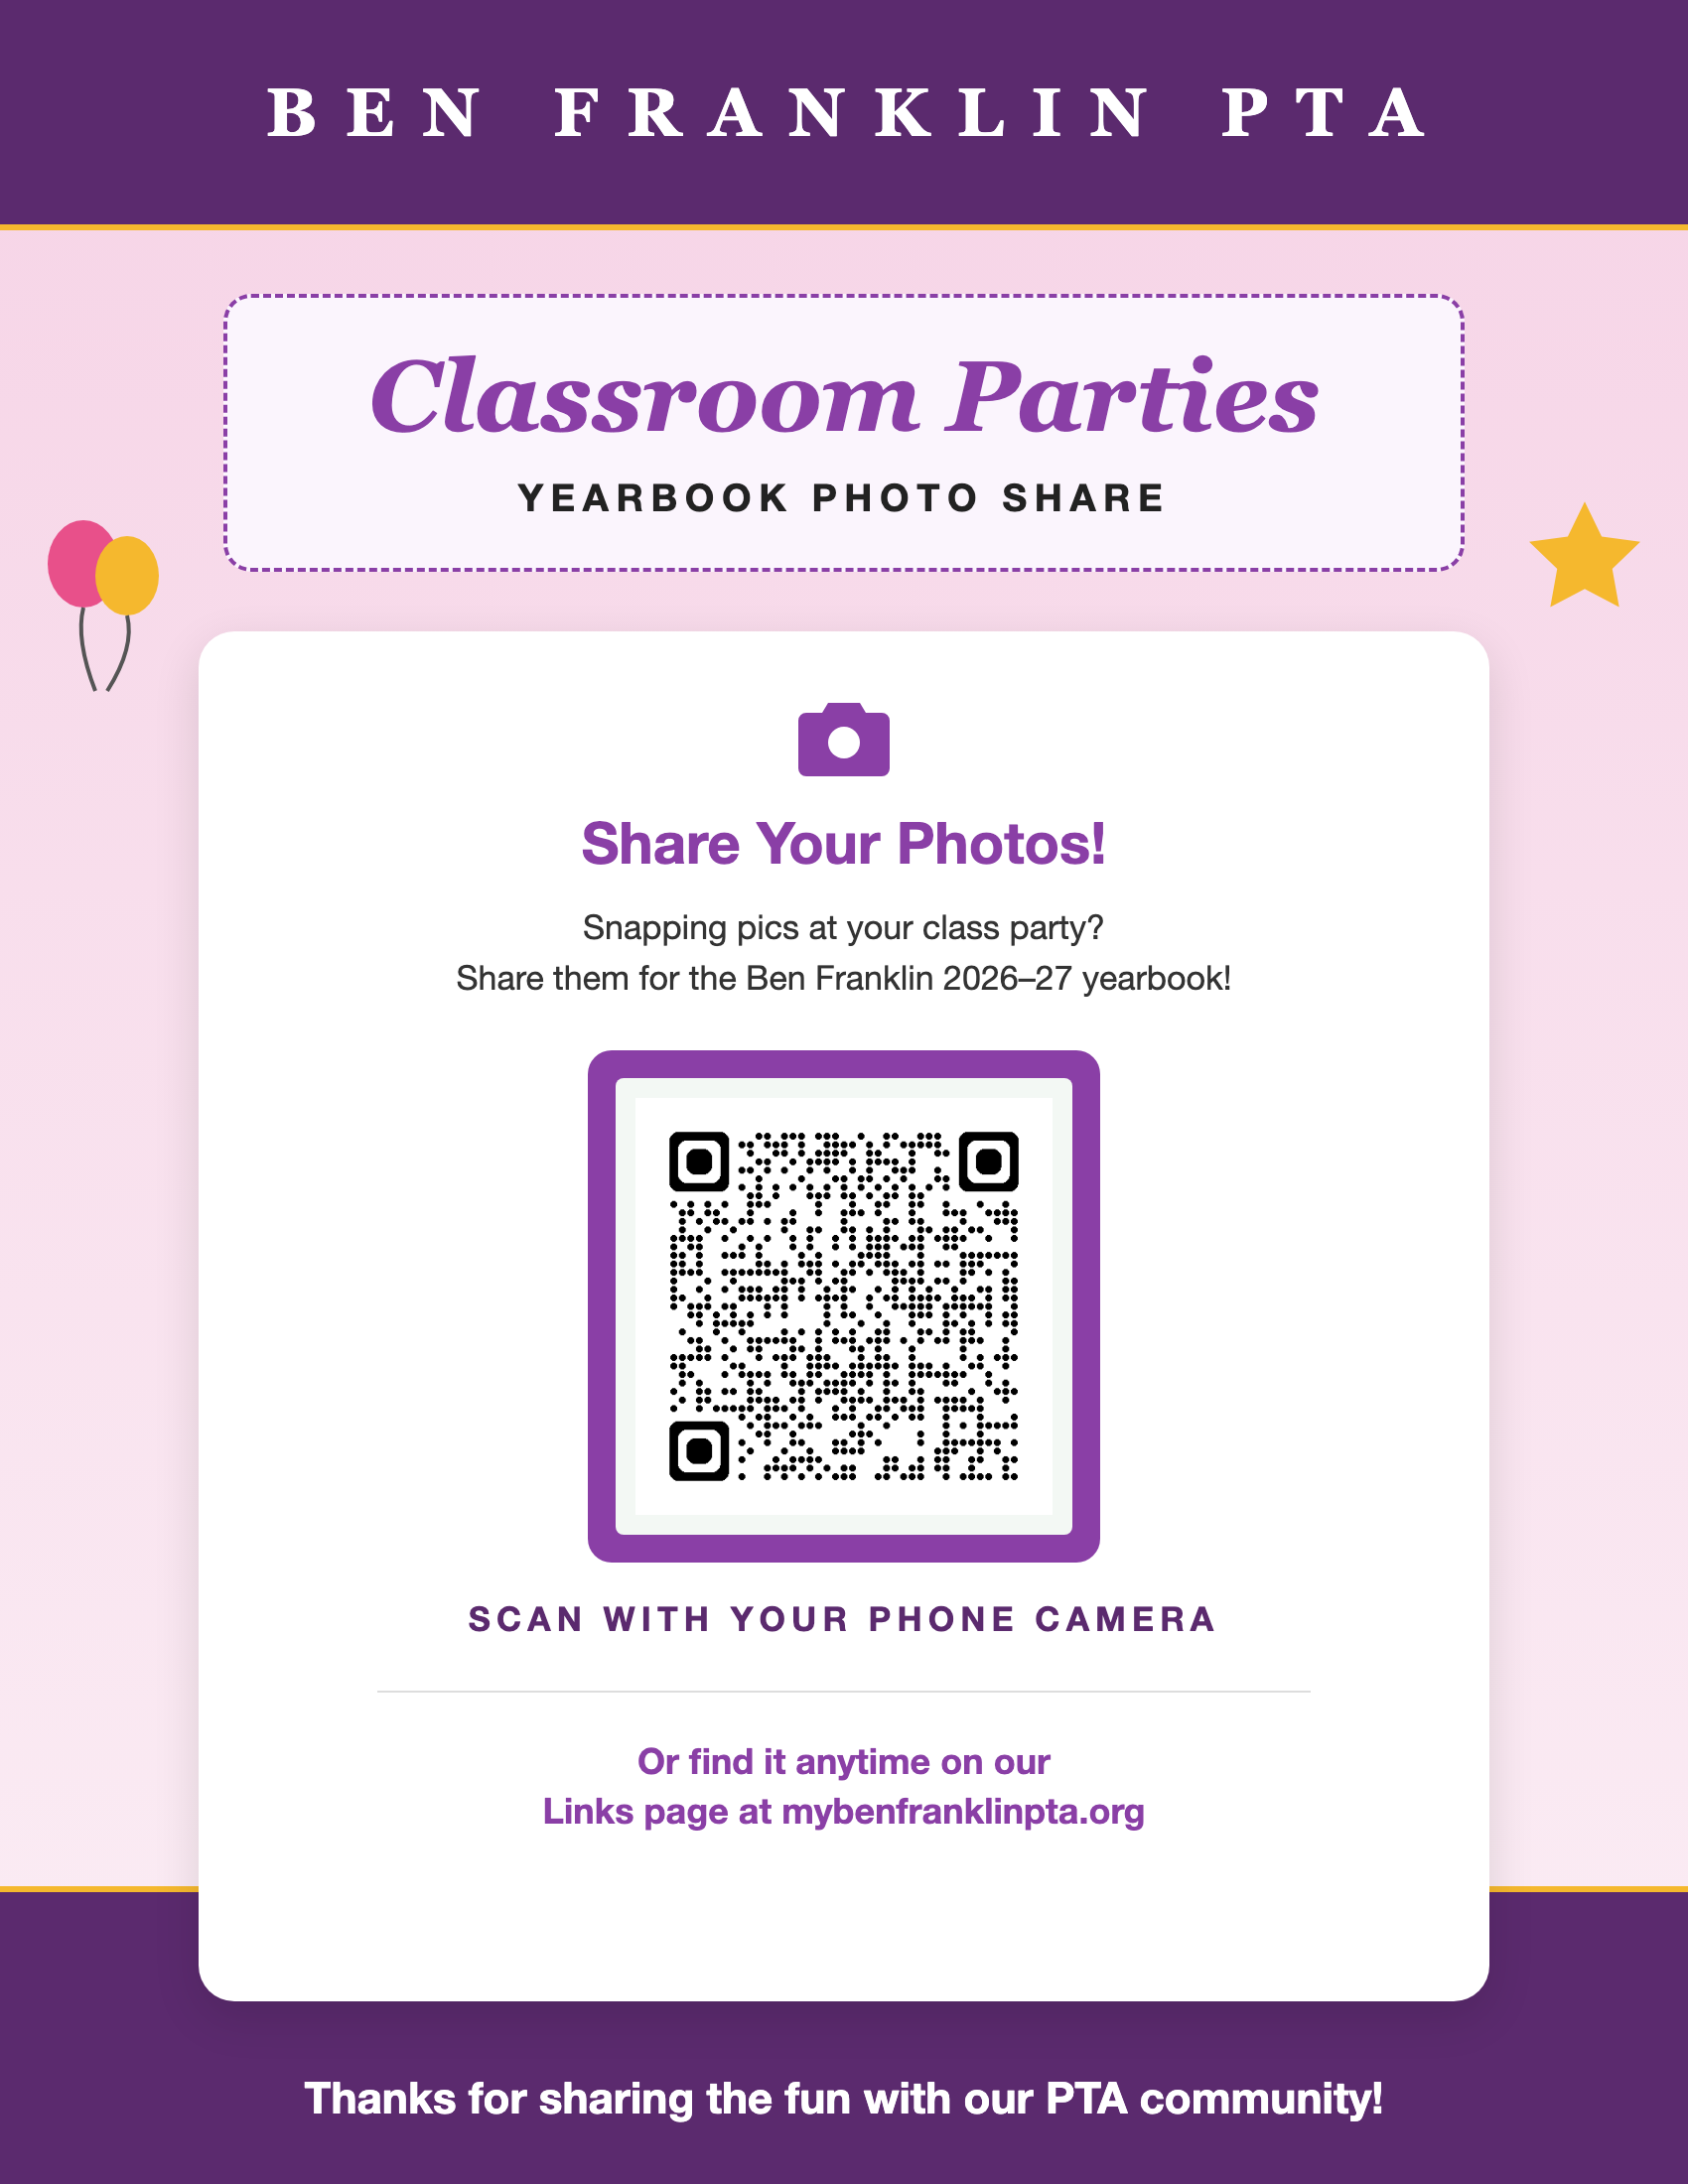 BEN FRANKLIN PTA
Classroom Parties
YEARBOOK PHOTO SHARE
Share Your Photos!
Snapping pics at your class party?
Share them for the Ben Franklin 2026–27 yearbook!
SCAN WITH YOUR PHONE CAMERA
Or find it anytime on our
Links page at mybenfranklinpta.org
Thanks for sharing the fun with our PTA community!